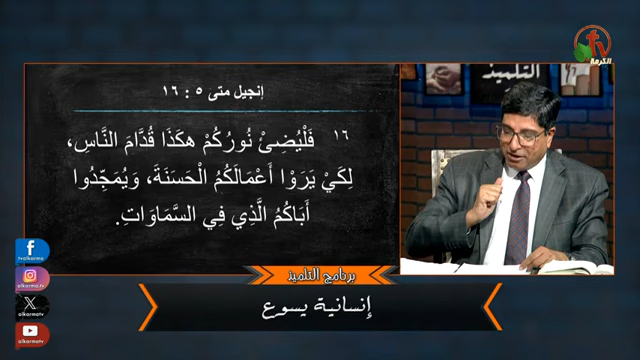 إنجيل متى ٥ : ١٦
١٦ فَلْيُضِئْ نُورُكُمْ هكَذَا قُدَّامَ النَّاسِ،
لِكَيْ يَرَوْا أَعْمَالَكُمُ الْحَسَنَةَ، وَيُمَجِّدُوا
أَبَاكُمُ الَّذِي فِي السَّمَاوَاتِ.
tv
الكرمة
التلميذ
برنامج التلميذ
إنسانية يسوع
tvalkarma
alkarmatv
alkarmatv
alkarmatv